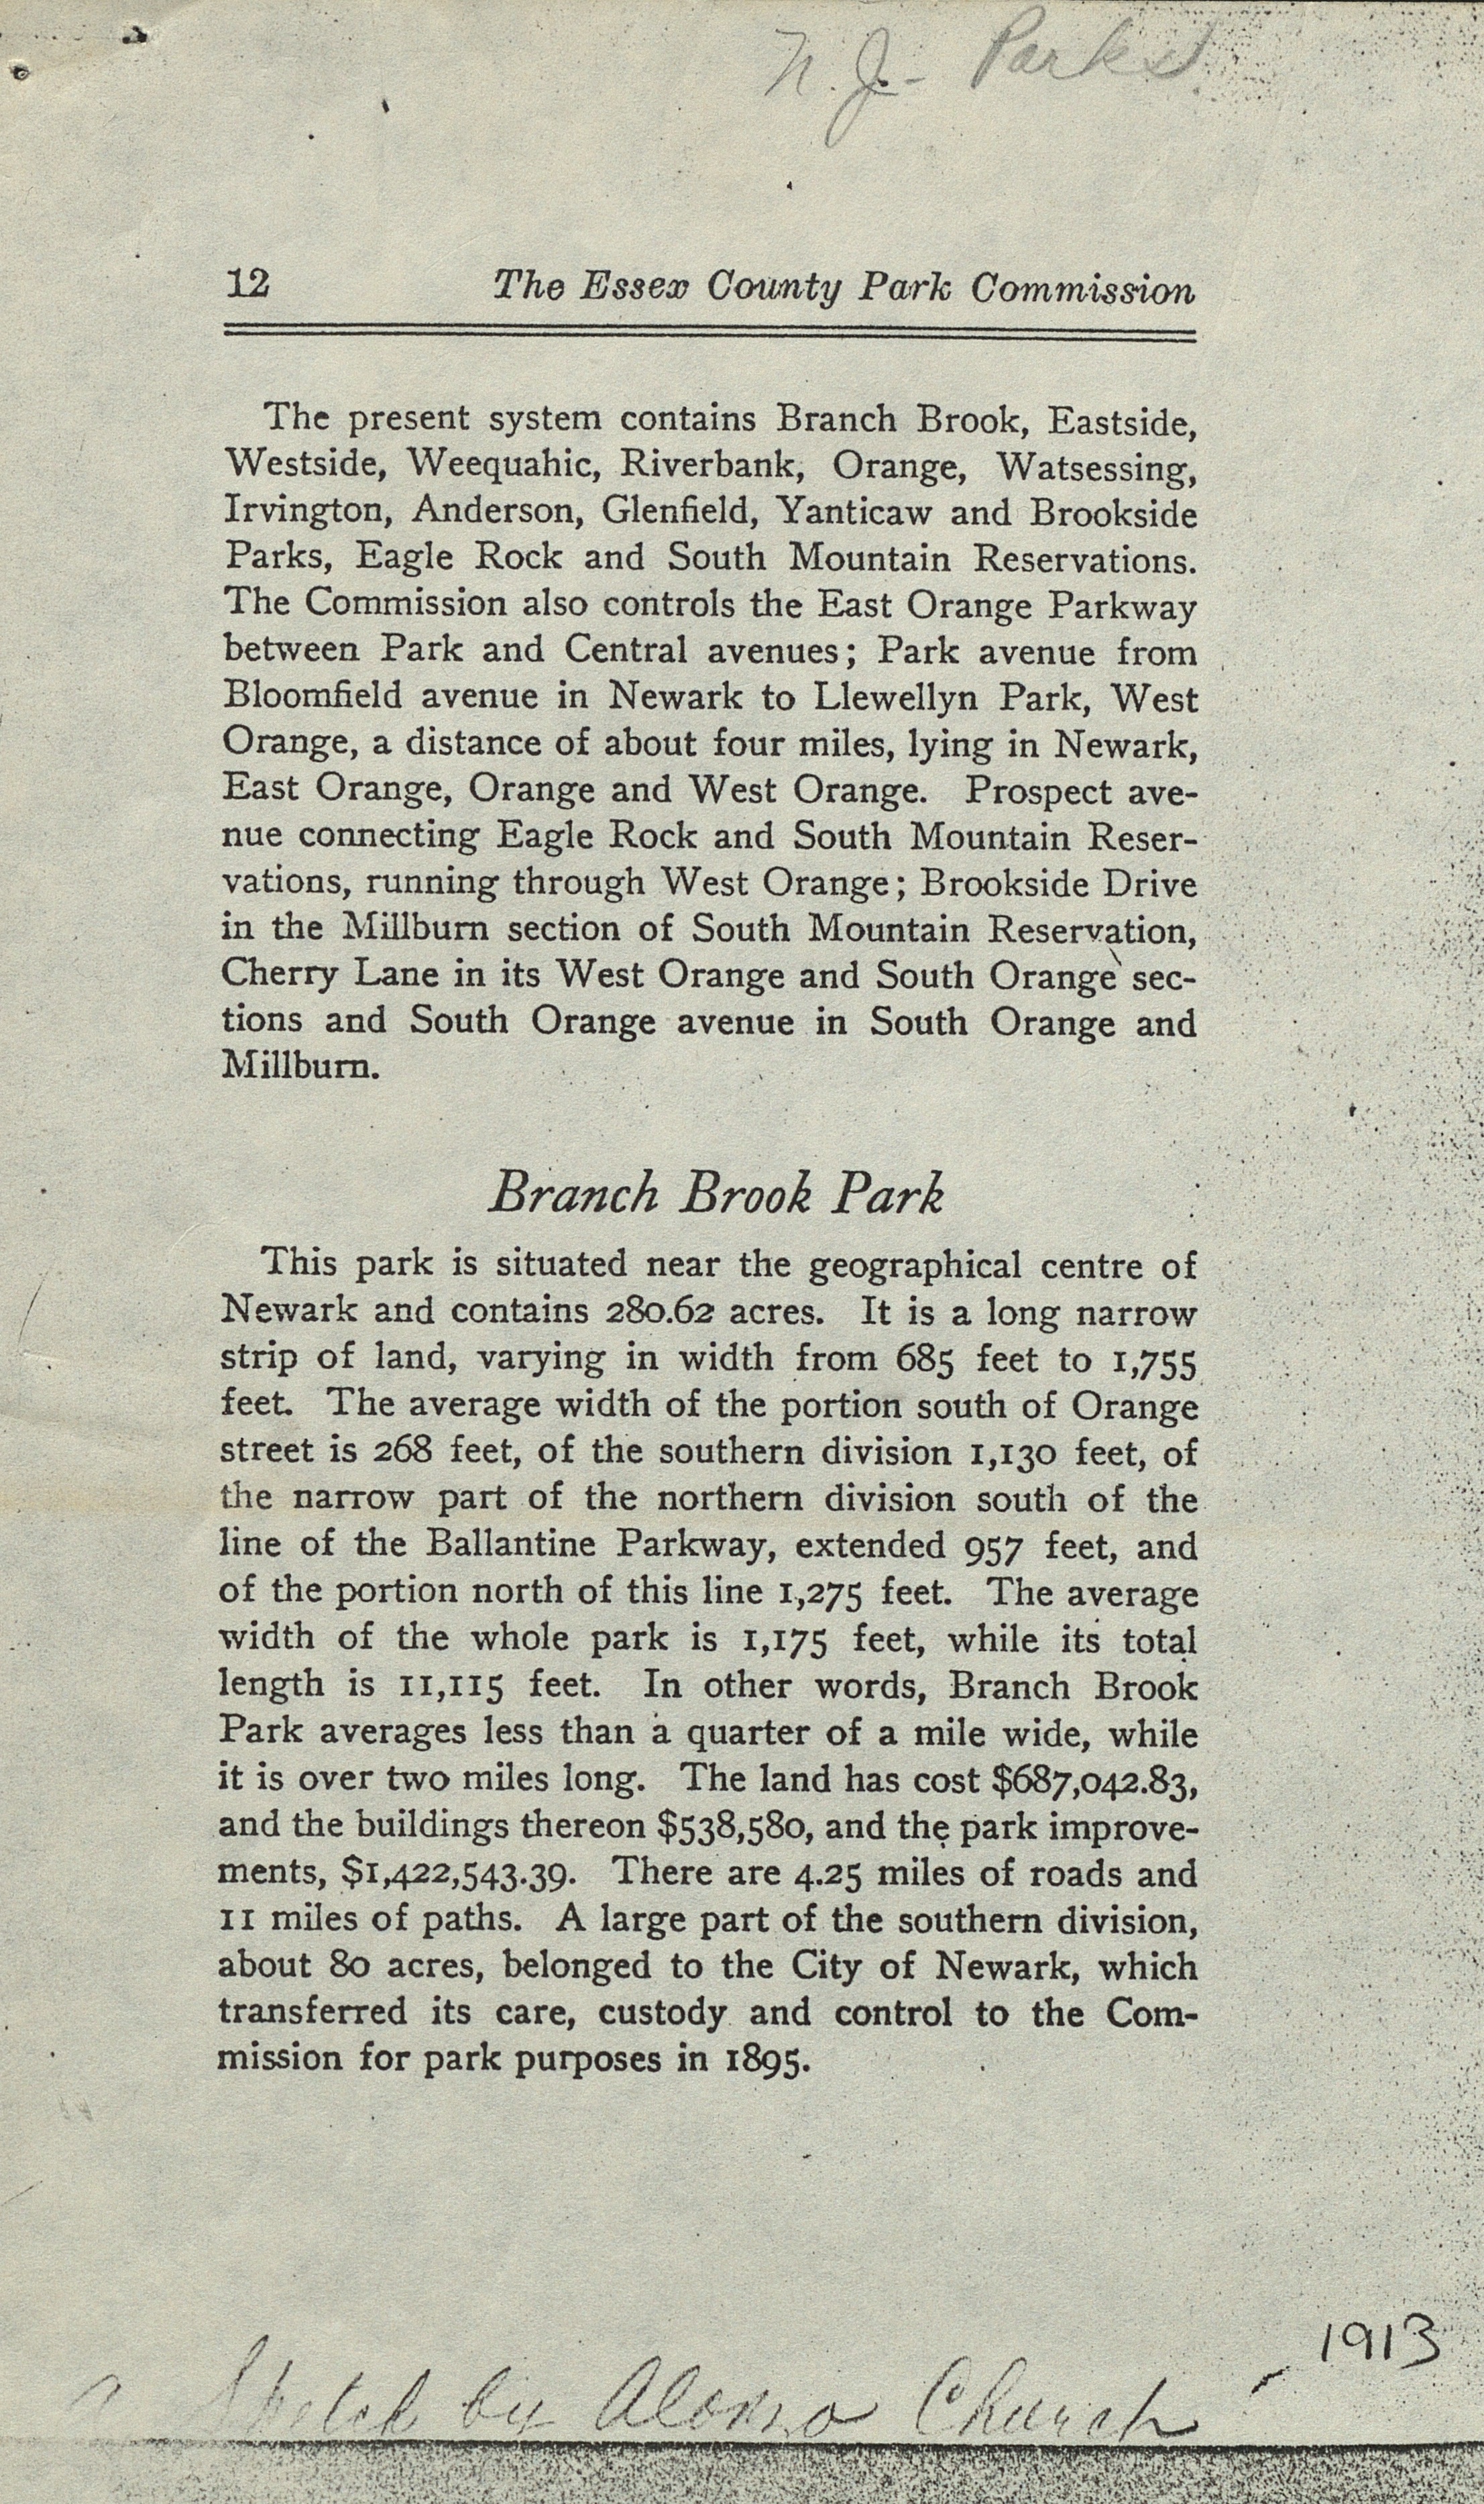 N.J. - Parks
12 The Essex County Park Commission
The present system contains Branch Brook, Eastside,
Westside, Weequahic, Riverbank, Orange, Watsessing,
Irvington, Anderson, Glenfield, Yanticaw and Brookside
Parks, Eagle Rock and South Mountain Reservations.
The Commission also controls the East Orange Parkway
between Park and Central avenues; Park avenue from
Bloomfield avenue in Newark to Llewellyn Park, West
Orange, a distance of about four miles, lying in Newark,
East Orange, Orange and West Orange. Prospect ave-
nue connecting Eagle Rock and South Mountain Reser-
vations, running through West Orange; Brookside Drive
in the Millburn section of South Mountain Reservation,
Cherry Lane in its West Orange and South Orange sec-
tions and South Orange avenue in South Orange and
Millburn.
Branch Brook Park
This park is situated near the geographical centre of
Newark and contains 280.62 acres. It is a long narrow
strip of land, varying in width from 685 feet to 1,755
feet. The average width of the portion south of Orange
street is 268 feet, of the southern division 1,130 feet, of
the narrow part of the northern division south of the
line of the Ballantine Parkway, extended 957 feet, and
of the portion north of this line 1,275 feet. The average
width of the whole park is 1,175 feet, while its total
length is 11,115 feet. In other words, Branch Brook
Park averages less than a quarter of a mile wide, while
it is over two miles long. The land has cost $687,042.83,
and the buildings thereon $538,580, and the park improve-
ments, $1,422,543.39. There are 4.25 miles of roads and
11 miles of paths. A large part of the southern division,
about 80 acres, belonged to the City of Newark, which
transferred its care, custody and control to the Com-
mission for park purposes in 1895.
1913
a Sketch by Alonzo Church